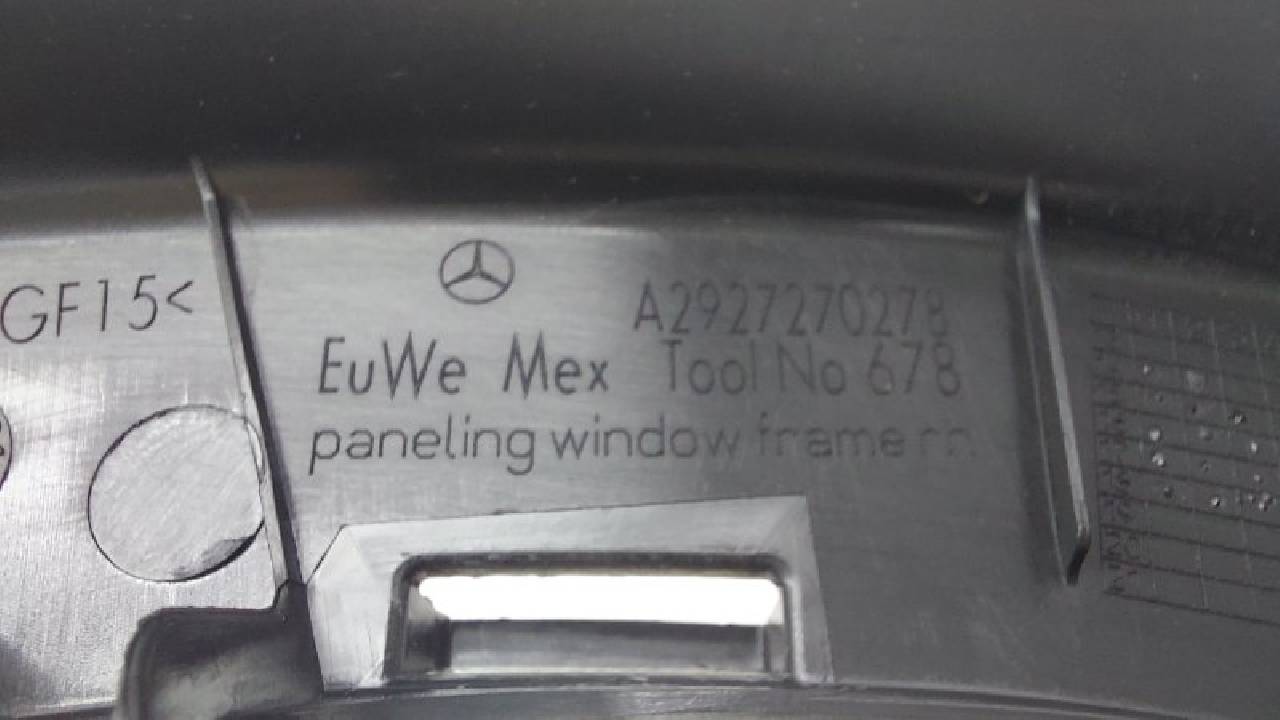 GF15<
A2927270278
EuWe Mex Tool No 678
paneling window frame